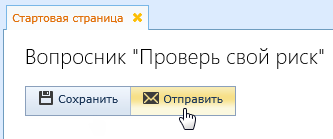 Стартовая страница
Вопросник "Проверь свой риск"
Сохранить Отправить